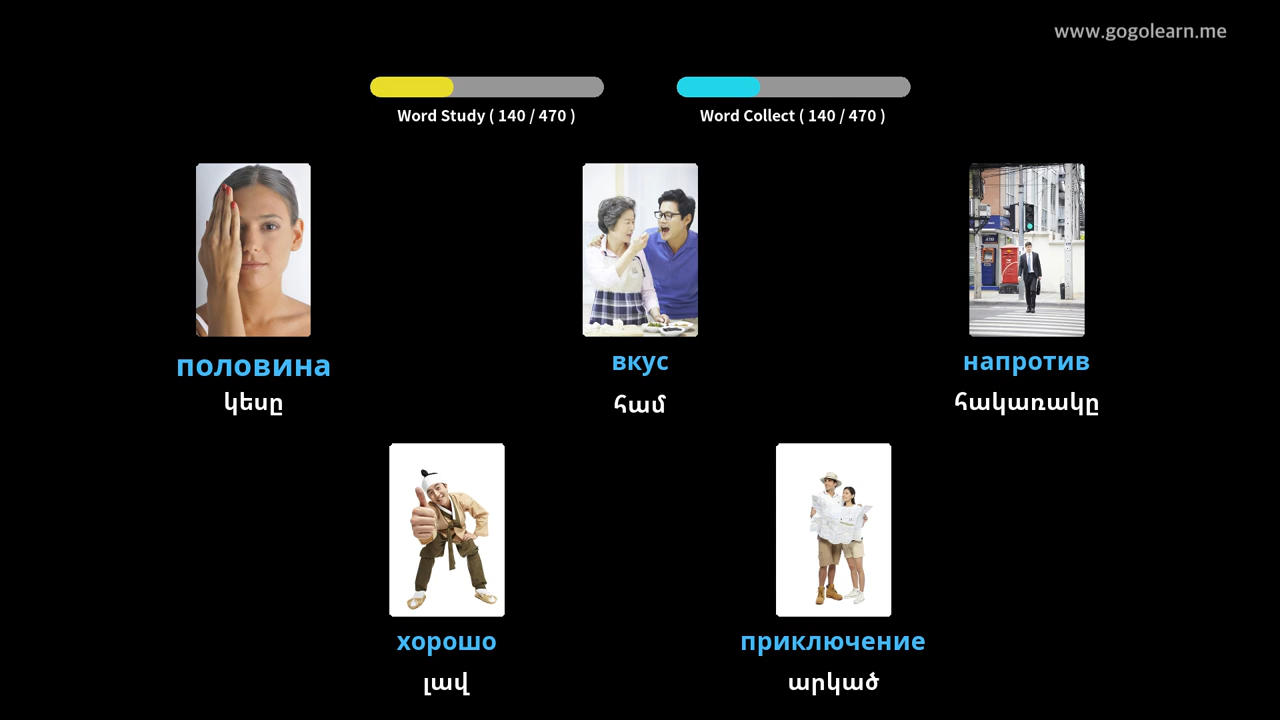 www.gogolearn.me
Word Study ( 140 / 470 )
Word Collect ( 140 / 470 )
половина
կեսը
вкус
համ
напротив
հակառակը
хорошо
լավ
приключение
արկած